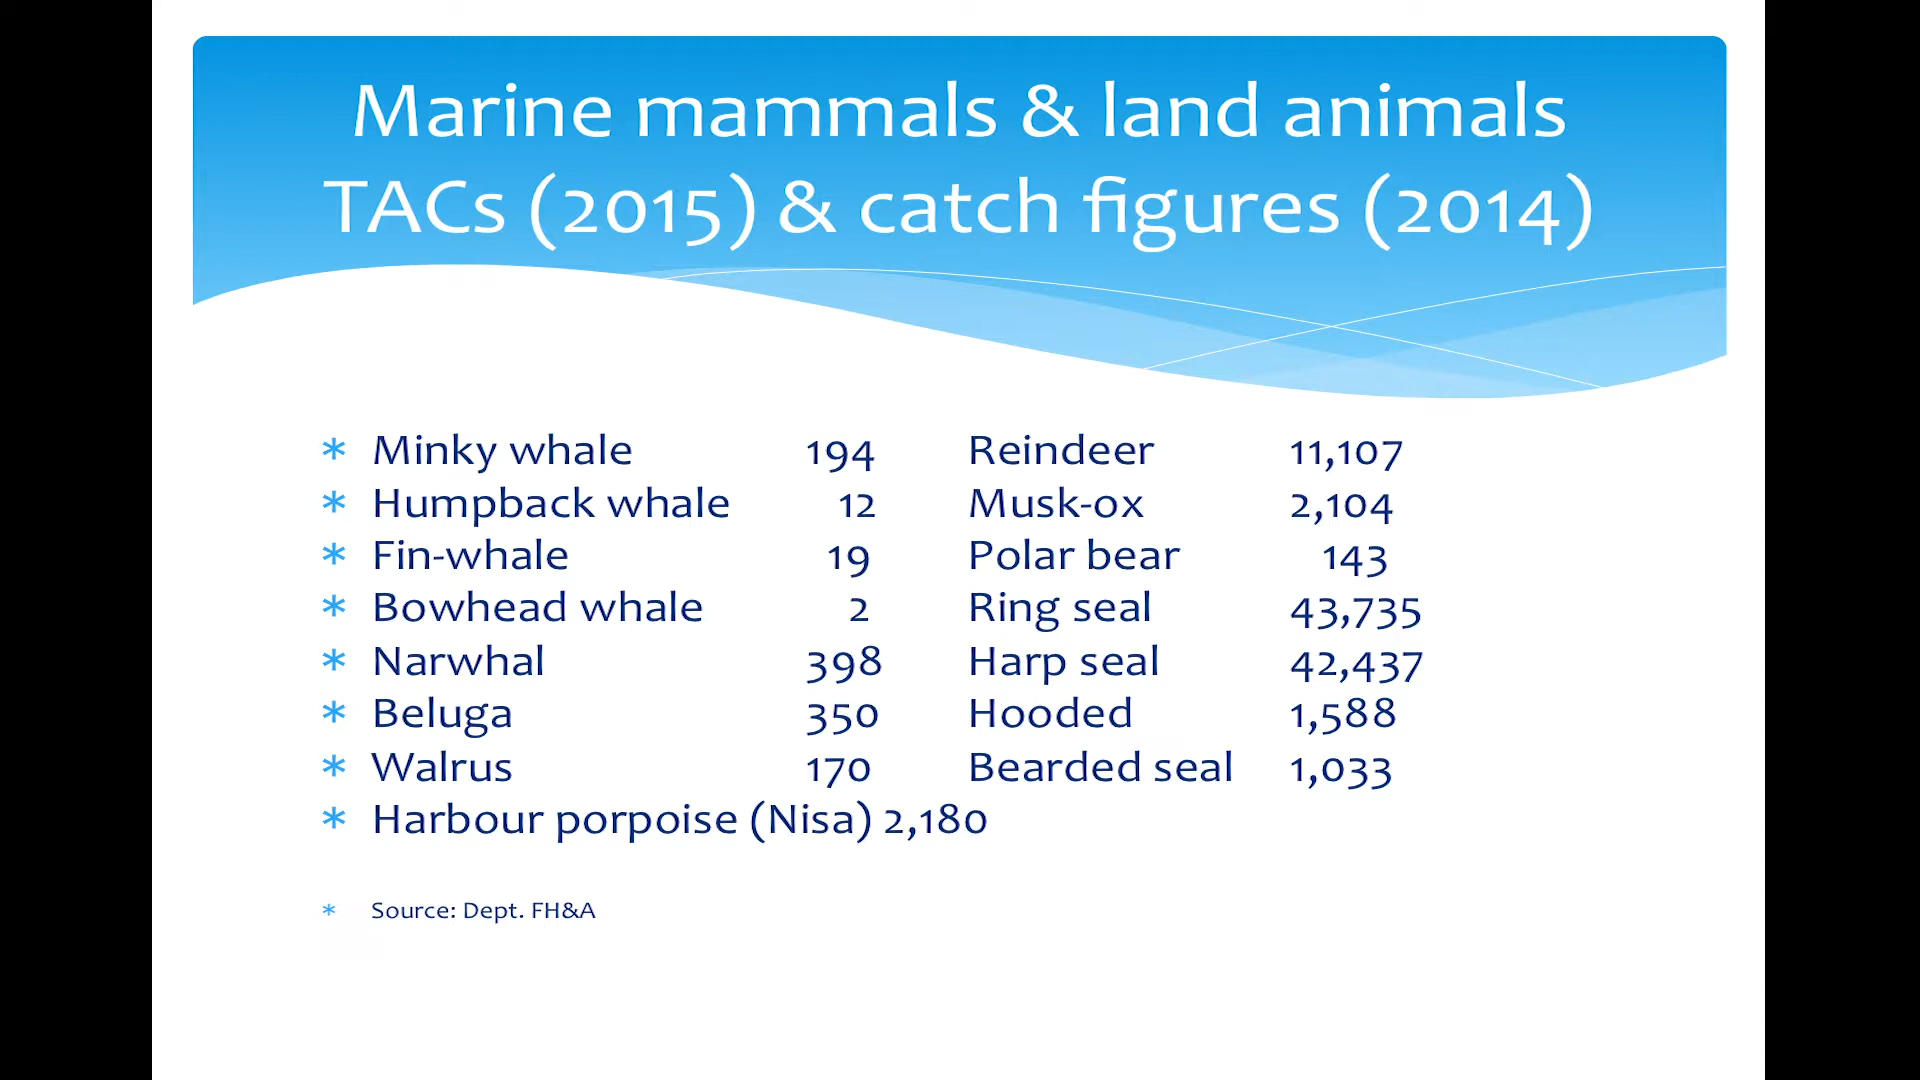 Marine mammals & land animals
TACs (2015) & catch figures (2014)
* Minky whale 194 Reindeer 11,107
* Humpback whale 12 Musk-ox 2,104
* Fin-whale 19 Polar bear 143
* Bowhead whale 2 Ring seal 43,735
* Narwhal 398 Harp seal 42,437
* Beluga 350 Hooded 1,588
* Walrus 170 Bearded seal 1,033
* Harbour porpoise (Nisa) 2,180
* Source: Dept. FH&A